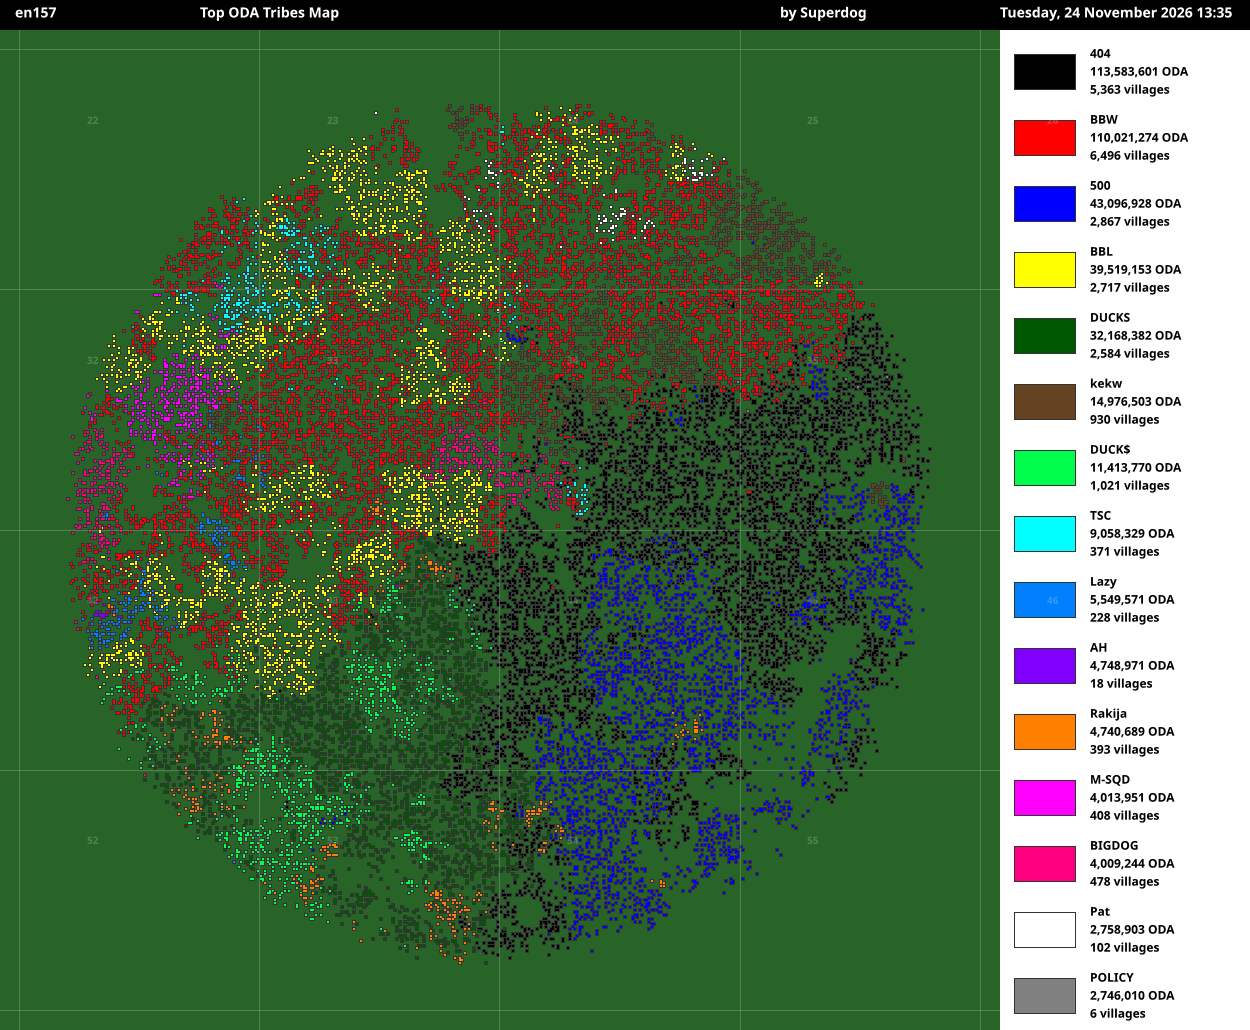 en157 Top ODA Tribes Map by Superdog Tuesday, 24 November 2026 13:35
404
113,583,601 ODA
5,363 villages
BBW
110,021,274 ODA
6,496 villages
500
43,096,928 ODA
2,867 villages
BBL
39,519,153 ODA
2,717 villages
DUCKS
32,168,382 ODA
2,584 villages
kekw
14,976,503 ODA
930 villages
DUCK$
11,413,770 ODA
1,021 villages
TSC
9,058,329 ODA
371 villages
Lazy
5,549,571 ODA
228 villages
AH
4,748,971 ODA
18 villages
Rakija
4,740,689 ODA
393 villages
M-SQD
4,013,951 ODA
408 villages
BIGDOG
4,009,244 ODA
478 villages
Pat
2,758,903 ODA
102 villages
POLICY
2,746,010 ODA
6 villages
22 23 25
32
46
52 53 55